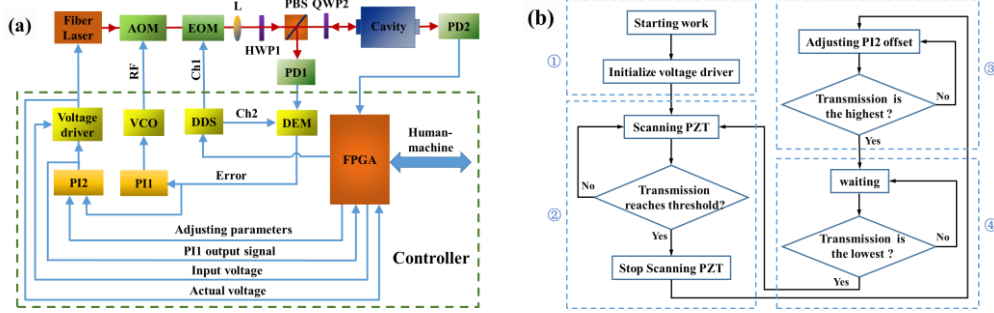 (a)
Fiber
Laser
AOM
EOM
L
HWP1
PBS
QWP2
Cavity
PD2
PD1
RF
Ch1
Voltage
driver
VCO
DDS
Ch2
DEM
FPGA
Human-
machine
PI2
PI1
Error
Adjusting parameters
PI1 output signal
Input voltage
Actual voltage
Controller
(b)
①
Starting work
Initialize voltage driver
②
Scanning PZT
No
Transmission
reaches threshold?
Yes
Stop Scanning PZT
③
Adjusting PI2 offset
Transmission is
the highest ?
No
Yes
④
waiting
Transmission is
the lowest ?
No
Yes